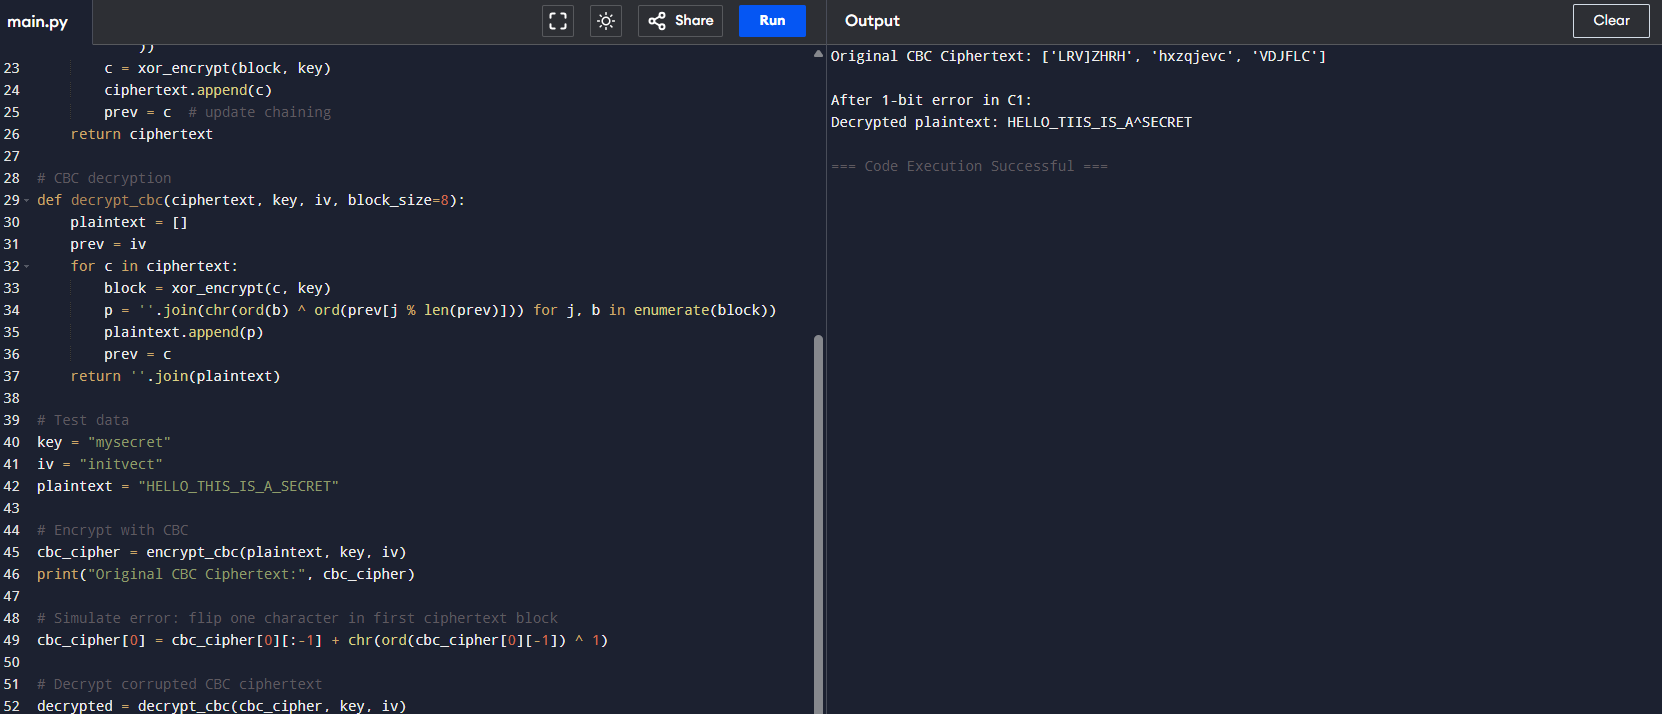 main.py
Share
Run
Output
Clear
))
23 c = xor_encrypt(block, key)
24 ciphertext.append(c)
25 prev = c  # update chaining
26 return ciphertext
27
28 # CBC decryption
29 def decrypt_cbc(ciphertext, key, iv, block_size=8):
30 plaintext = []
31 prev = iv
32 for c in ciphertext:
33 block = xor_encrypt(c, key)
34 p = ''.join(chr(ord(b) ^ ord(prev[j % len(prev)])) for j, b in enumerate(block))
35 plaintext.append(p)
36 prev = c
37 return ''.join(plaintext)
38
39 # Test data
40 key = "mysecret"
41 iv = "initvect"
42 plaintext = "HELLO_THIS_IS_A_SECRET"
43
44 # Encrypt with CBC
45 cbc_cipher = encrypt_cbc(plaintext, key, iv)
46 print("Original CBC Ciphertext:", cbc_cipher)
47
48 # Simulate error: flip one character in first ciphertext block
49 cbc_cipher[0] = cbc_cipher[0][:-1] + chr(ord(cbc_cipher[0][-1]) ^ 1)
50
51 # Decrypt corrupted CBC ciphertext
52 decrypted = decrypt_cbc(cbc_cipher, key, iv)
Original CBC Ciphertext: ['LRV]ZHRH', 'hxzqjevc', 'VDJFLC']
After 1-bit error in C1:
Decrypted plaintext: HELLO_TIIS_IS_A^SECRET
=== Code Execution Successful ===